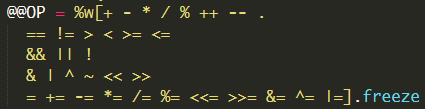 @@OP = %w[+ - * / % ++ -- .
== != > < >= <=
&& || !
& | ^ ~ << >>
= += -= *= /= %= <<= >>= &= ^= |=].freeze